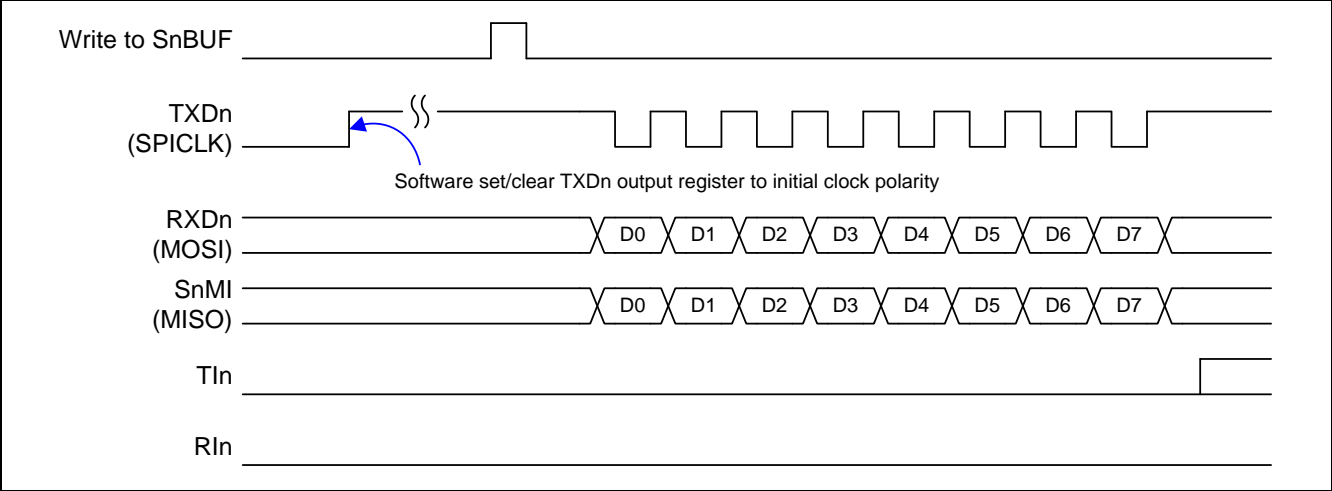 Write to SnBUF
TXDn
(SPICLK)
Software set/clear TXDn output register to initial clock polarity
RXDn
(MOSI)
D0 D1 D2 D3 D4 D5 D6 D7
SnMI
(MISO)
D0 D1 D2 D3 D4 D5 D6 D7
TIn
RIn